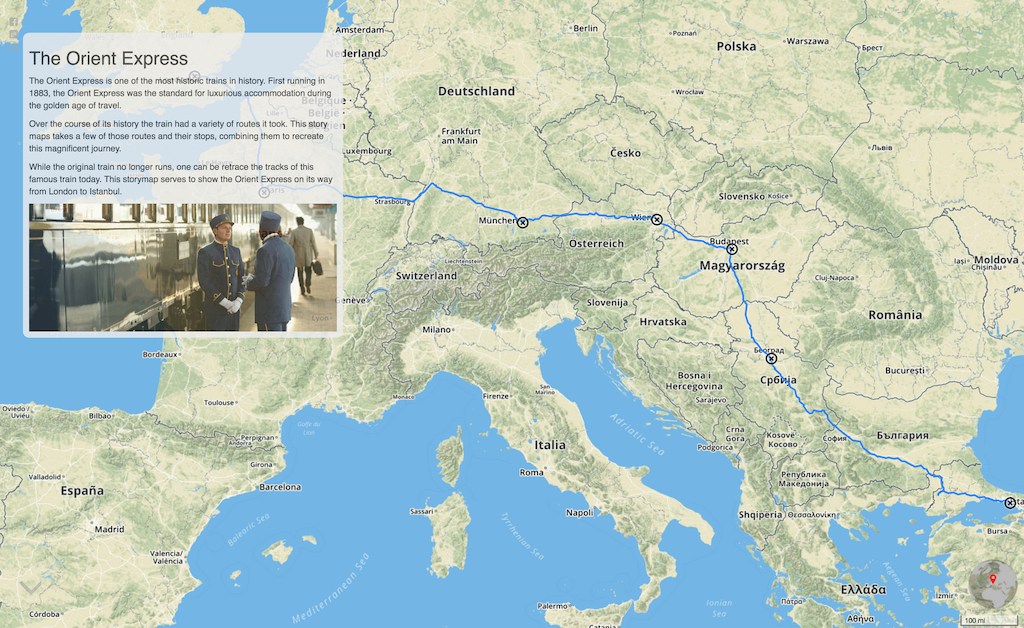 The Orient Express
The Orient Express is one of the most historic trains in history. First running in
1883, the Orient Express was the standard for luxurious accommodation during
the golden age of travel.
Over the course of its history the train had a variety of routes it took. This story
maps takes a few of those routes and their stops, combining them to recreate
this magnificent journey.
While the original train no longer runs, one can be retrace the tracks of this
famous train today. This storymap serves to show the Orient Express on its way
from London to Istanbul.
Amsterdam
Nederland
Berlin
Poznań
Polska
Warszawa
Брест
Deutschland
Wrocław
België
Belgique
Belgien
Lille
Frankfurt
am Main
Luxembourg
Česko
Львів
Paris
Strasbourg
München
Wien
Slovensko
Košice
Österreich
Budapest
Magyarország
Iași
Moldova
Chișinău
Liechtenstein
Switzerland
Genève
Cluj-Napoca
Lyon
Slovenija
Hrvatska
România
Milano
Bordeaux
Београд
Србија
București
Bosna i
Hercegovina
Sarajevo
Toulouse
Monaco
Firenze
San
Marino
Oviedo /
Uviéu
Bilbao
Golfe du
Lion
Adriatic Sea
Perpignan
Andorra
Crna
Gora
Podgorica
Kosovë
Косово
София
България
Girona
Italia
Roma
Република
Македонија
Valladolid
España
Barcelona
Sassari
Napoli
Shqipëria
Θεσσαλονίκη
Bursa
Madrid
Balearic Sea
Tyrrhenian Sea
Valencia/
València
Mediterranean Sea
Aegean Sea
Ελλάδα
İzmir
Córdoba
Palermo
Catania
Ionian
Sea
Πάτρα
Αθήνα
100 mi